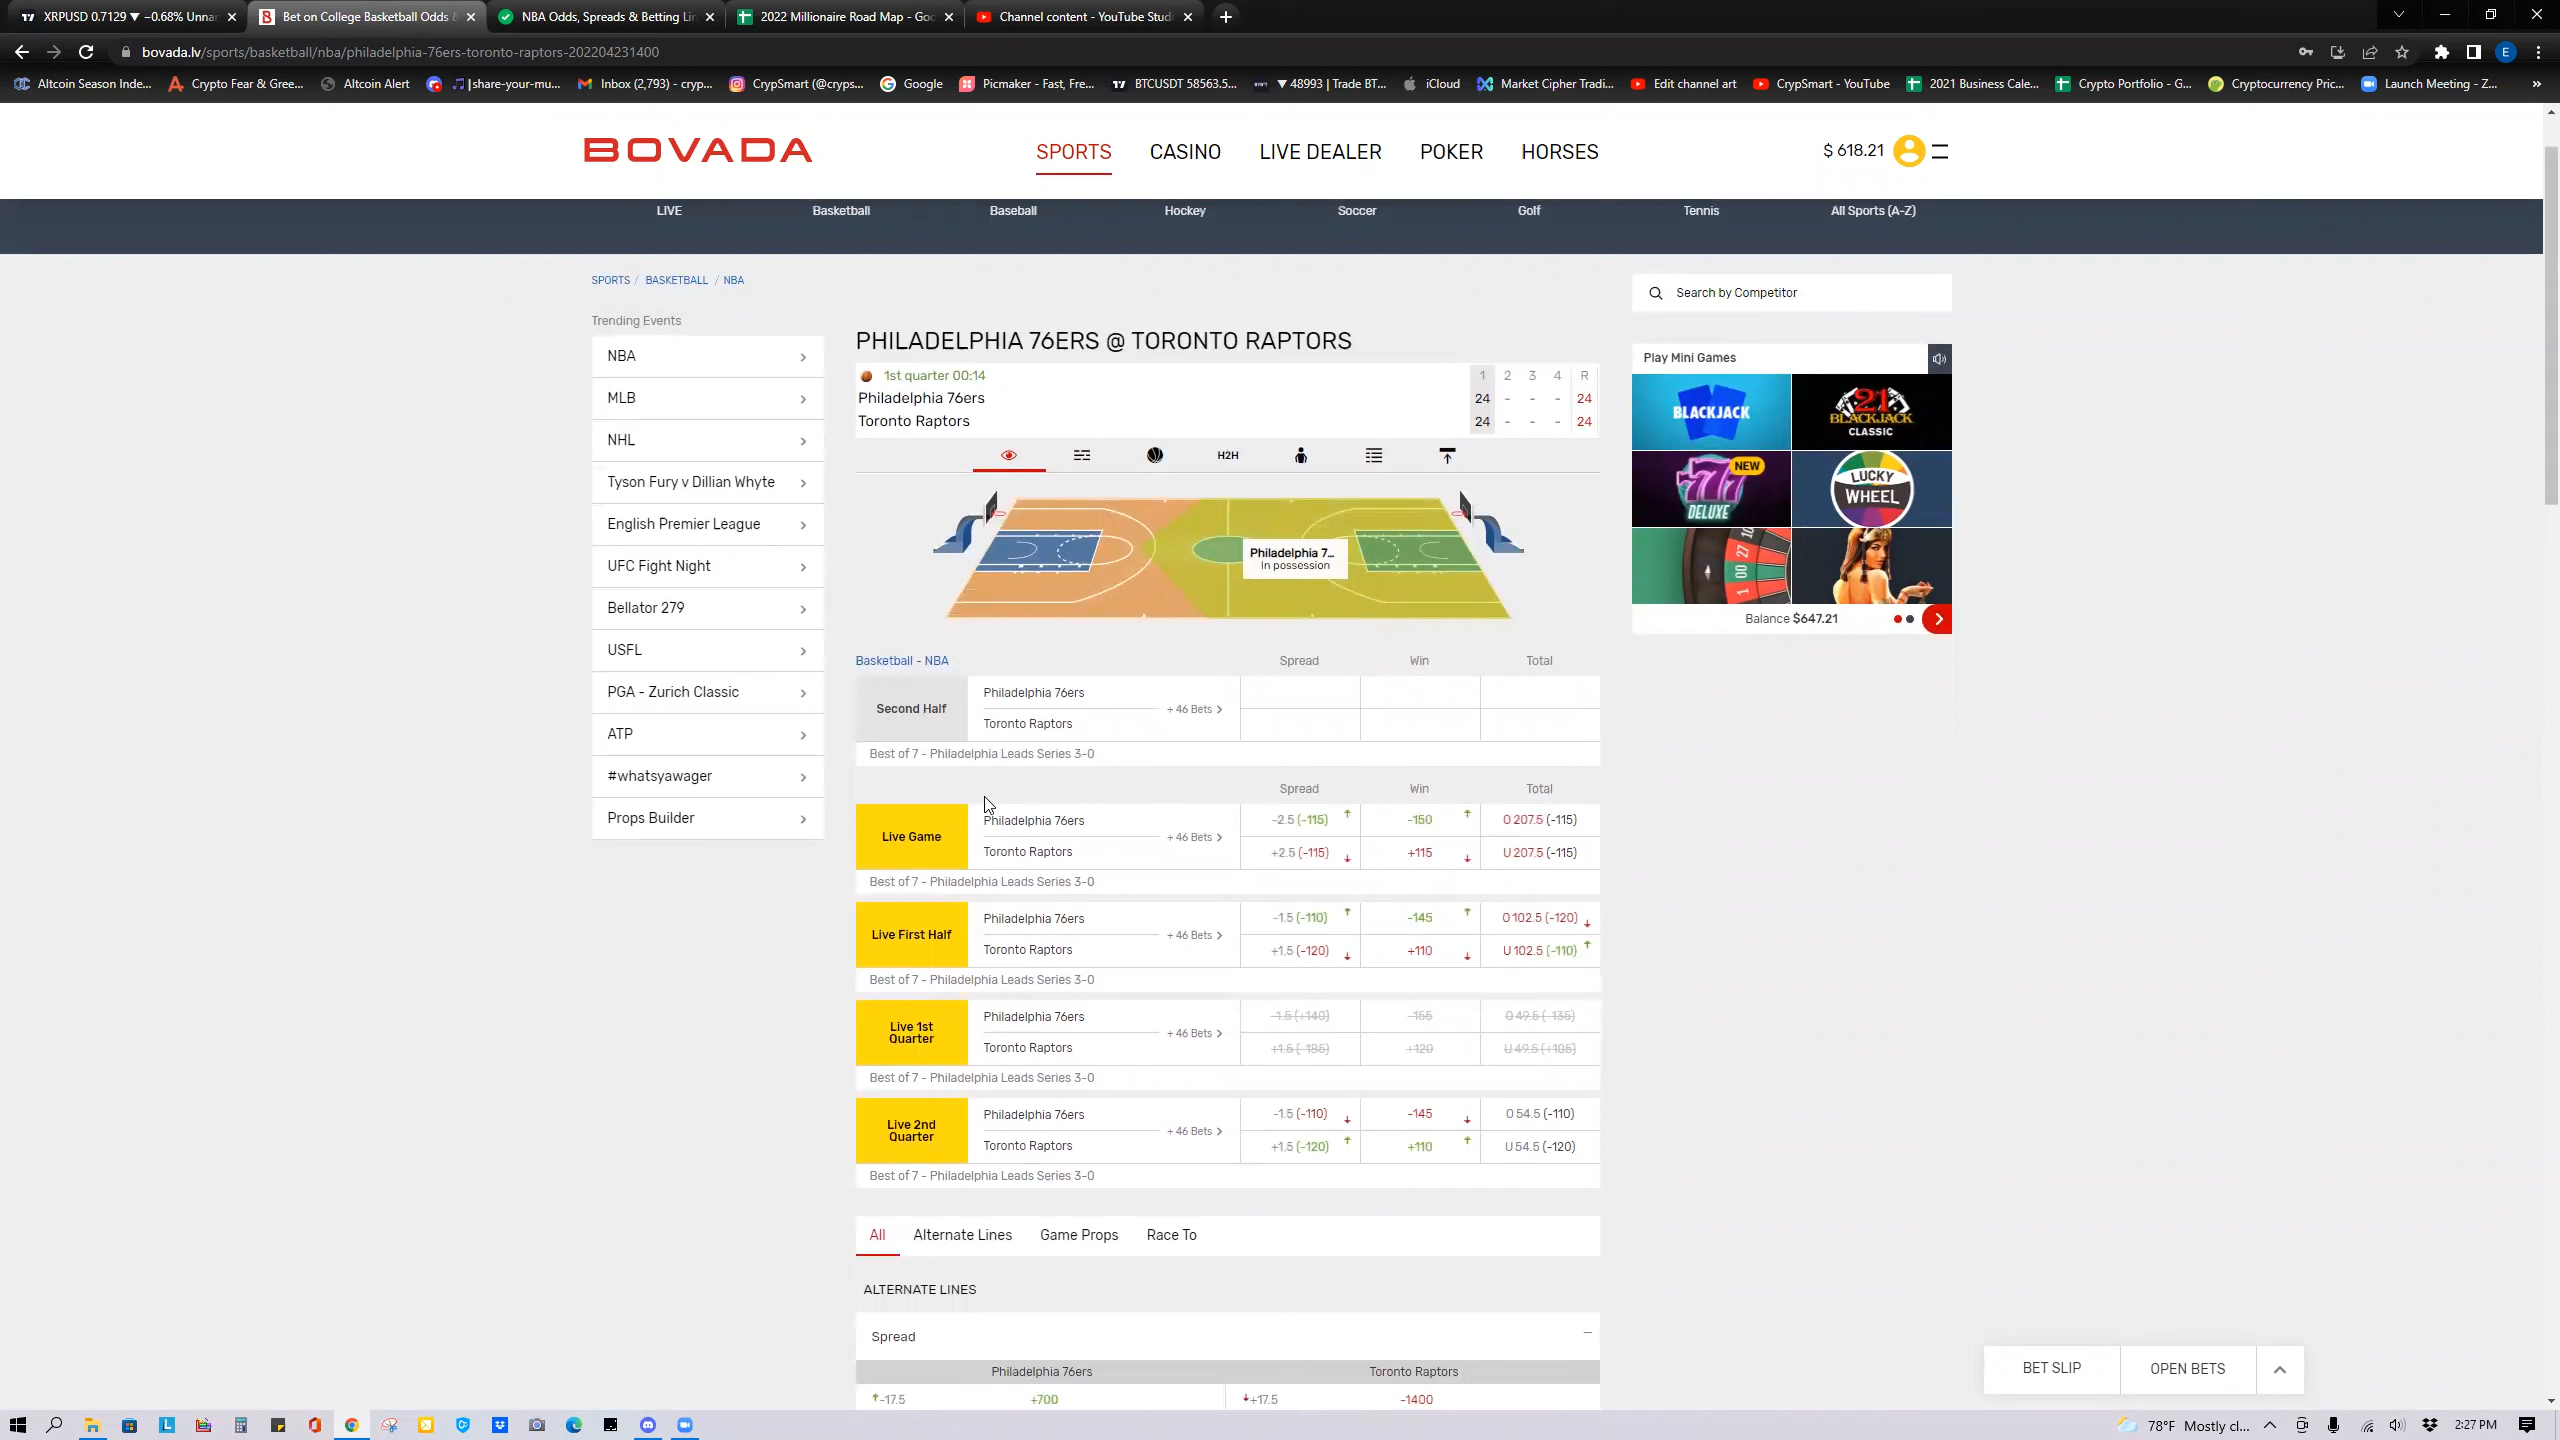 XRPUSD 0.7129 ▼ −0.68% Unnar
Bet on College Basketball Odds &
NBA Odds, Spreads & Betting Lin
2022 Millionaire Road Map - Goo
Channel content - YouTube Studi
bovada.lv/sports/basketball/nba/philadelphia-76ers-toronto-raptors-202204231400
Altcoin Season Inde...
Crypto Fear & Gree...
Altcoin Alert
|share-your-mu...
Inbox (2,793) - cryp...
CrypSmart (@cryps...
Google
Picmaker - Fast, Fre...
BTCUSDT 58563.5...
▼ 48993 | Trade BT...
iCloud
Market Cipher Tradi...
Edit channel art
CrypSmart - YouTube
2021 Business Cale...
Crypto Portfolio - G...
Cryptocurrency Pric...
Launch Meeting - Z...
»
BOVADA
SPORTS CASINO LIVE DEALER POKER HORSES
$ 618.21
LIVE Basketball Baseball Hockey Soccer Golf Tennis All Sports (A-Z)
SPORTS / BASKETBALL / NBA
Search by Competitor
Trending Events
NBA
MLB
NHL
Tyson Fury v Dillian Whyte
English Premier League
UFC Fight Night
Bellator 279
USFL
PGA - Zurich Classic
ATP
#whatsyawager
Props Builder
PHILADELPHIA 76ERS @ TORONTO RAPTORS
1st quarter 00:14 1 2 3 4 R
Philadelphia 76ers 24 - - - 24
Toronto Raptors 24 - - - 24
H2H
Philadelphia 7...
In possession
Play Mini Games
BLACKJACK
21 BLACKJACK CLASSIC
777 DELUXE NEW
LUCKY WHEEL
10 27 00 1
Balance $647.21
Basketball - NBA Spread Win Total
Second Half
Philadelphia 76ers
+ 46 Bets
Toronto Raptors
Best of 7 - Philadelphia Leads Series 3-0
Spread Win Total
Live Game
Philadelphia 76ers -2.5 (-115) -150 O 207.5 (-115)
+ 46 Bets
Toronto Raptors +2.5 (-115) +115 U 207.5 (-115)
Best of 7 - Philadelphia Leads Series 3-0
Live First Half
Philadelphia 76ers -1.5 (-110) -145 O 102.5 (-120)
+ 46 Bets
Toronto Raptors +1.5 (-120) +110 U 102.5 (-110)
Best of 7 - Philadelphia Leads Series 3-0
Live 1st
Quarter
Philadelphia 76ers -1.5 (+140) -155 O 49.5 (-135)
+ 46 Bets
Toronto Raptors +1.5 (-185) +120 U 49.5 (+105)
Best of 7 - Philadelphia Leads Series 3-0
Live 2nd
Quarter
Philadelphia 76ers -1.5 (-110) -145 O 54.5 (-110)
+ 46 Bets
Toronto Raptors +1.5 (-120) +110 U 54.5 (-120)
Best of 7 - Philadelphia Leads Series 3-0
All Alternate Lines Game Props Race To
ALTERNATE LINES
Spread
Philadelphia 76ers Toronto Raptors
-17.5 +700 +17.5 -1400
BET SLIP OPEN BETS
78°F Mostly cl...
2:27 PM